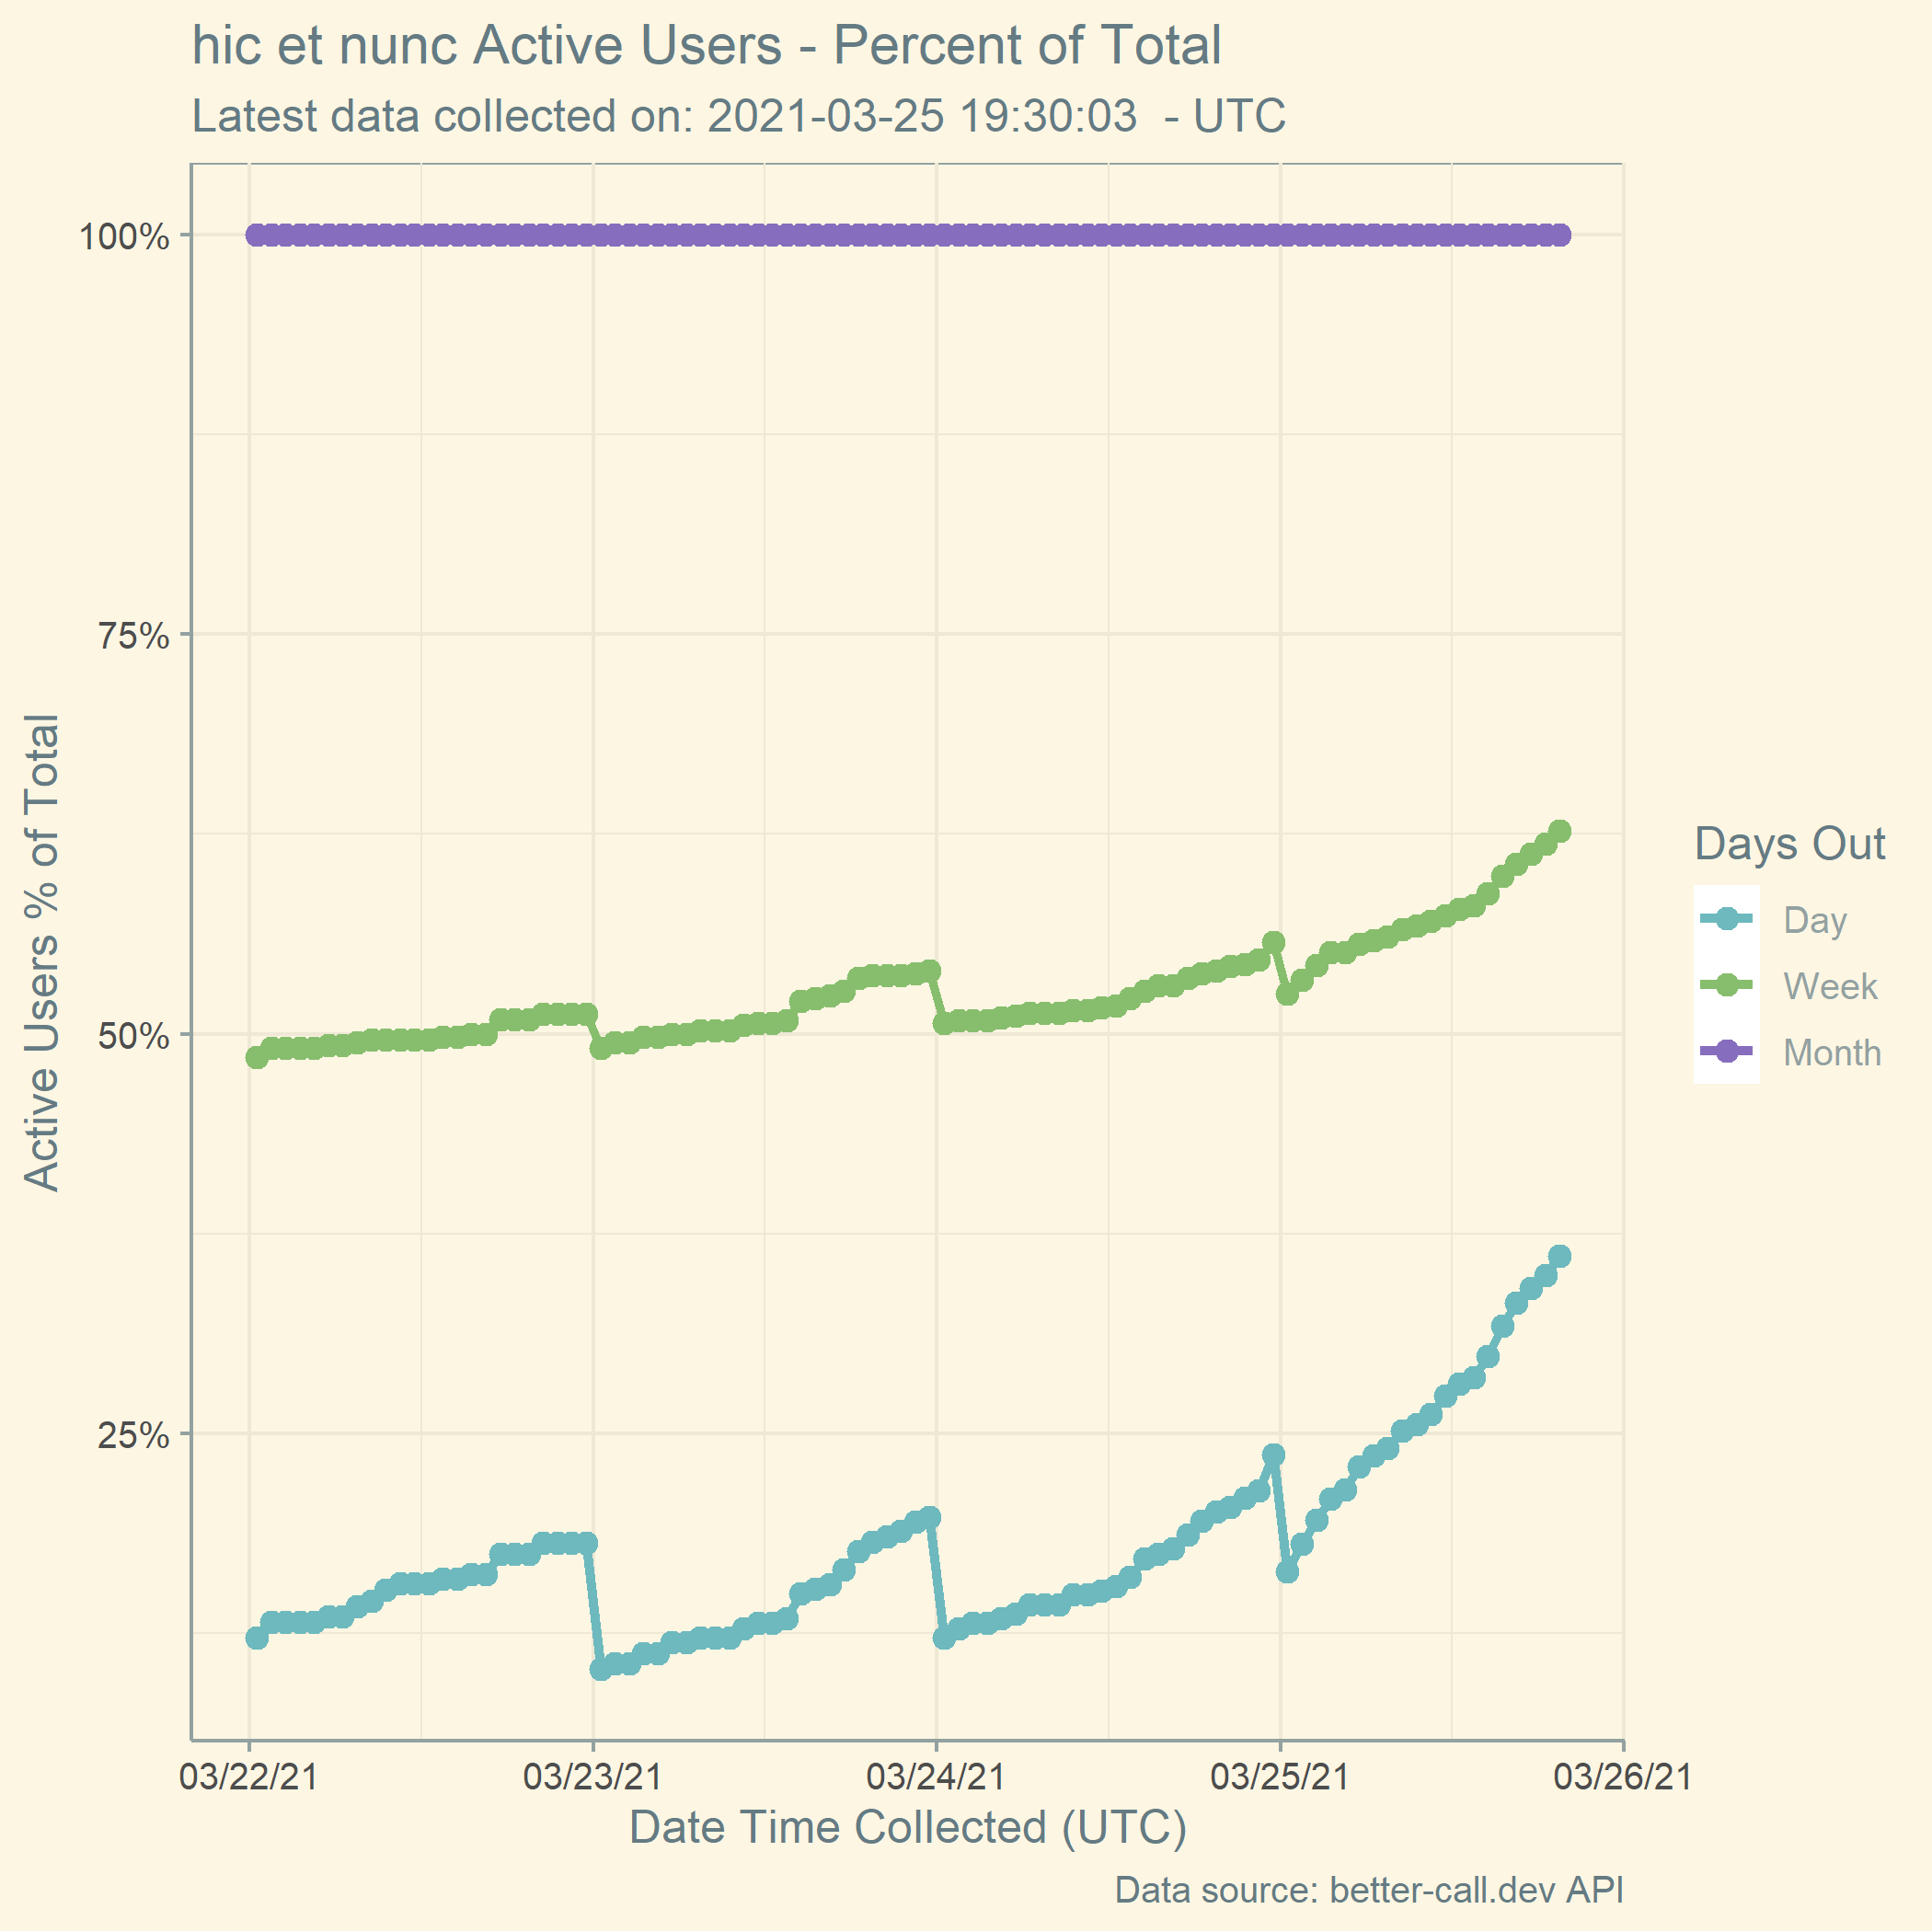 hic et nunc Active Users - Percent of Total
Latest data collected on: 2021-03-25 19:30:03  - UTC
Active Users % of Total
100%
75%
50%
25%
03/22/21
03/23/21
03/24/21
03/25/21
03/26/21
Date Time Collected (UTC)
Days Out
Day
Week
Month
Data source: better-call.dev API